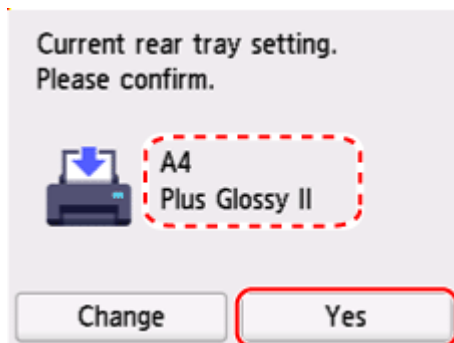 Current rear tray setting.
Please confirm.
A4
Plus Glossy II
Change
Yes